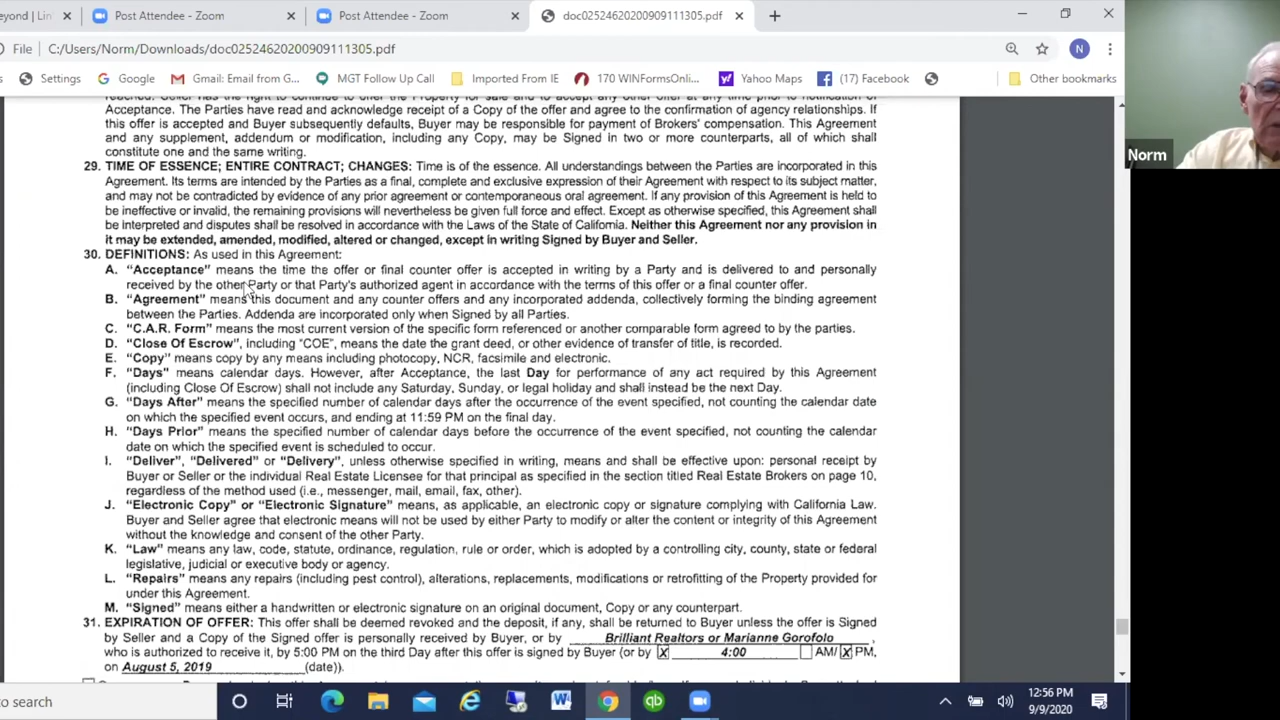 eyond | Lin
Post Attendee - Zoom
Post Attendee - Zoom
doc02524620200909111305.pdf
File C:/Users/Norm/Downloads/doc02524620200909111305.pdf
N
s Settings Google Gmail: Email from G... MGT Follow Up Call Imported From IE 170 WINFormsOnl... Yahoo Maps (17) Facebook Other bookmarks
Acceptance. The Parties have read and acknowledge receipt of a Copy of the offer and agree to the confirmation of agency relationships. If
this offer is accepted and Buyer subsequently defaults, Buyer may be responsible for payment of Brokers' compensation. This Agreement
and any supplement, addendum or modification, including any Copy, may be Signed in two or more counterparts, all of which shall
constitute one and the same writing.
29. TIME OF ESSENCE; ENTIRE CONTRACT; CHANGES: Time is of the essence. All understandings between the Parties are incorporated in this
Agreement. Its terms are intended by the Parties as a final, complete and exclusive expression of their Agreement with respect to its subject matter,
and may not be contradicted by evidence of any prior agreement or contemporaneous oral agreement. If any provision of this Agreement is held to
be ineffective or invalid, the remaining provisions will nevertheless be given full force and effect. Except as otherwise specified, this Agreement shall
be interpreted and disputes shall be resolved in accordance with the Laws of the State of California. Neither this Agreement nor any provision in
it may be extended, amended, modified, altered or changed, except in writing Signed by Buyer and Seller.
30. DEFINITIONS: As used in this Agreement:
A. "Acceptance" means the time the offer or final counter offer is accepted in writing by a Party and is delivered to and personally
received by the other Party or that Party's authorized agent in accordance with the terms of this offer or a final counter offer.
B. "Agreement" means this document and any counter offers and any incorporated addenda, collectively forming the binding agreement
between the Parties. Addenda are incorporated only when Signed by all Parties.
C. "C.A.R. Form" means the most current version of the specific form referenced or another comparable form agreed to by the parties.
D. "Close Of Escrow", including "COE", means the date the grant deed, or other evidence of transfer of title, is recorded.
E. "Copy" means copy by any means including photocopy, NCR, facsimile and electronic.
F. "Days" means calendar days. However, after Acceptance, the last Day for performance of any act required by this Agreement
(including Close Of Escrow) shall not include any Saturday, Sunday, or legal holiday and shall instead be the next Day.
G. "Days After" means the specified number of calendar days after the occurrence of the event specified, not counting the calendar date
on which the specified event occurs, and ending at 11:59 PM on the final day.
H. "Days Prior" means the specified number of calendar days before the occurrence of the event specified, not counting the calendar
date on which the specified event is scheduled to occur.
I. "Deliver", "Delivered" or "Delivery", unless otherwise specified in writing, means and shall be effective upon: personal receipt by
Buyer or Seller or the individual Real Estate Licensee for that principal as specified in the section titled Real Estate Brokers on page 10,
regardless of the method used (i.e., messenger, mail, email, fax, other).
J. "Electronic Copy" or "Electronic Signature" means, as applicable, an electronic copy or signature complying with California Law.
Buyer and Seller agree that electronic means will not be used by either Party to modify or alter the content or integrity of this Agreement
without the knowledge and consent of the other Party.
K. "Law" means any law, code, statute, ordinance, regulation, rule or order, which is adopted by a controlling city, county, state or federal
legislative, judicial or executive body or agency.
L. "Repairs" means any repairs (including pest control), alterations, replacements, modifications or retrofitting of the Property provided for
under this Agreement.
M. "Signed" means either a handwritten or electronic signature on an original document, Copy or any counterpart.
31. EXPIRATION OF OFFER: This offer shall be deemed revoked and the deposit, if any, shall be returned to Buyer unless the offer is Signed
by Seller and a Copy of the Signed offer is personally received by Buyer, or by Brilliant Realtors or Marianne Gorofolo ,
who is authorized to receive it, by 5:00 PM on the third Day after this offer is signed by Buyer (or by X 4:00 AM/ X PM,
on August 5, 2019 (date)).
Norm
to search
12:56 PM
9/9/2020